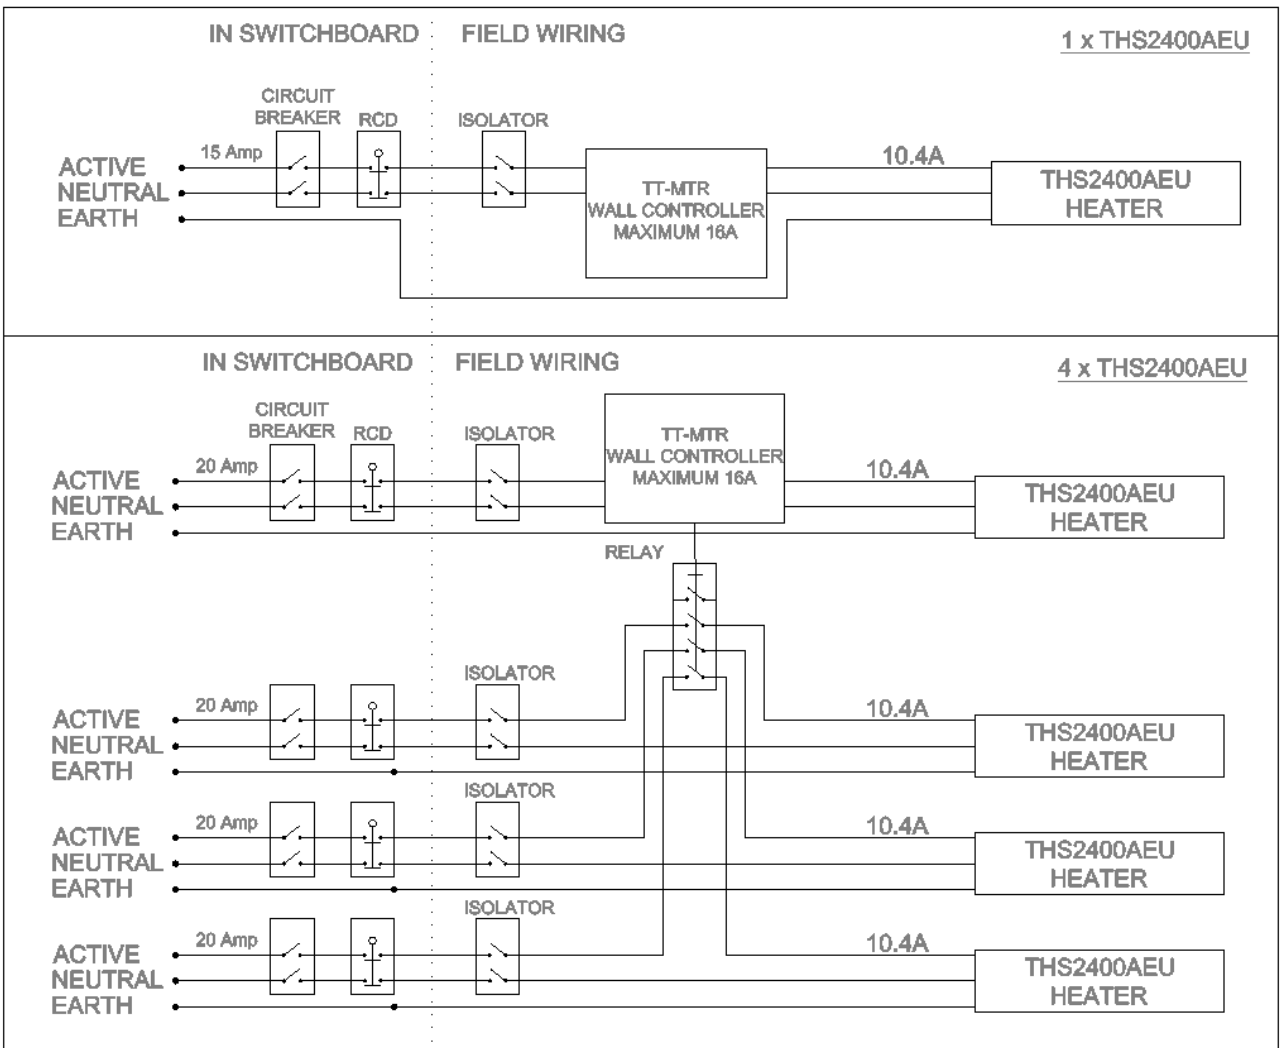 IN SWITCHBOARD FIELD WIRING
1 x THS2400AEU
CIRCUIT
BREAKER RCD ISOLATOR
15 Amp
ACTIVE
NEUTRAL
EARTH
TT-MTR
WALL CONTROLLER
MAXIMUM 16A
10.4A
THS2400AEU
HEATER
IN SWITCHBOARD FIELD WIRING
4 x THS2400AEU
CIRCUIT
BREAKER RCD ISOLATOR
20 Amp
ACTIVE
NEUTRAL
EARTH
TT-MTR
WALL CONTROLLER
MAXIMUM 16A
10.4A
THS2400AEU
HEATER
RELAY
ISOLATOR
20 Amp
ACTIVE
NEUTRAL
EARTH
10.4A
THS2400AEU
HEATER
ISOLATOR
20 Amp
ACTIVE
NEUTRAL
EARTH
10.4A
THS2400AEU
HEATER
ISOLATOR
20 Amp
ACTIVE
NEUTRAL
EARTH
10.4A
THS2400AEU
HEATER